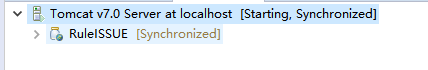 Tomcat v7.0 Server at localhost [Starting, Synchronized]
RuleISSUE [Synchronized]